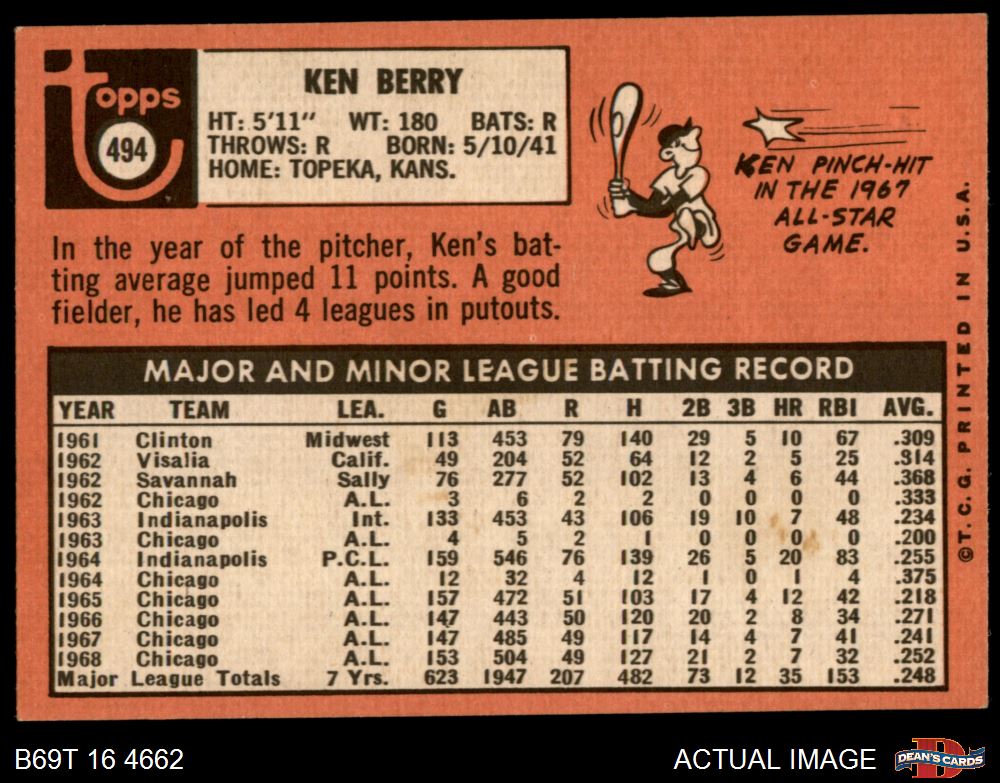 topps
494
KEN BERRY
HT: 5'11" WT: 180 BATS: R
THROWS: R BORN: 5/10/41
HOME: TOPEKA, KANS.
KEN PINCH-HIT
IN THE 1967
ALL-STAR
GAME.
In the year of the pitcher, Ken's bat-
ting average jumped 11 points. A good
fielder, he has led 4 leagues in putouts.
MAJOR AND MINOR LEAGUE BATTING RECORD
YEAR TEAM LEA. G AB R H 2B 3B HR RBI AVG.
1961 Clinton Midwest 113 453 79 140 29 5 10 67 .309
1962 Visalia Calif. 49 204 52 64 12 2 5 25 .314
1962 Savannah Sally 76 277 52 102 13 4 6 44 .368
1962 Chicago A.L. 3 6 2 2 0 0 0 0 .333
1963 Indianapolis Int. 133 453 43 106 19 10 7 48 .234
1963 Chicago A.L. 4 5 2 1 0 0 0 0 .200
1964 Indianapolis P.C.L. 159 546 76 139 26 5 20 83 .255
1964 Chicago A.L. 12 32 4 12 1 0 1 4 .375
1965 Chicago A.L. 157 472 51 103 17 4 12 42 .218
1966 Chicago A.L. 147 443 50 120 20 2 8 34 .271
1967 Chicago A.L. 147 485 49 117 14 4 7 41 .241
1968 Chicago A.L. 153 504 49 127 21 2 7 32 .252
Major League Totals 7 Yrs. 623 1947 207 482 73 12 35 153 .248
©T.C.G. PRINTED IN U.S.A.
B69T 16 4662
ACTUAL IMAGE
D
DEAN'S CARDS